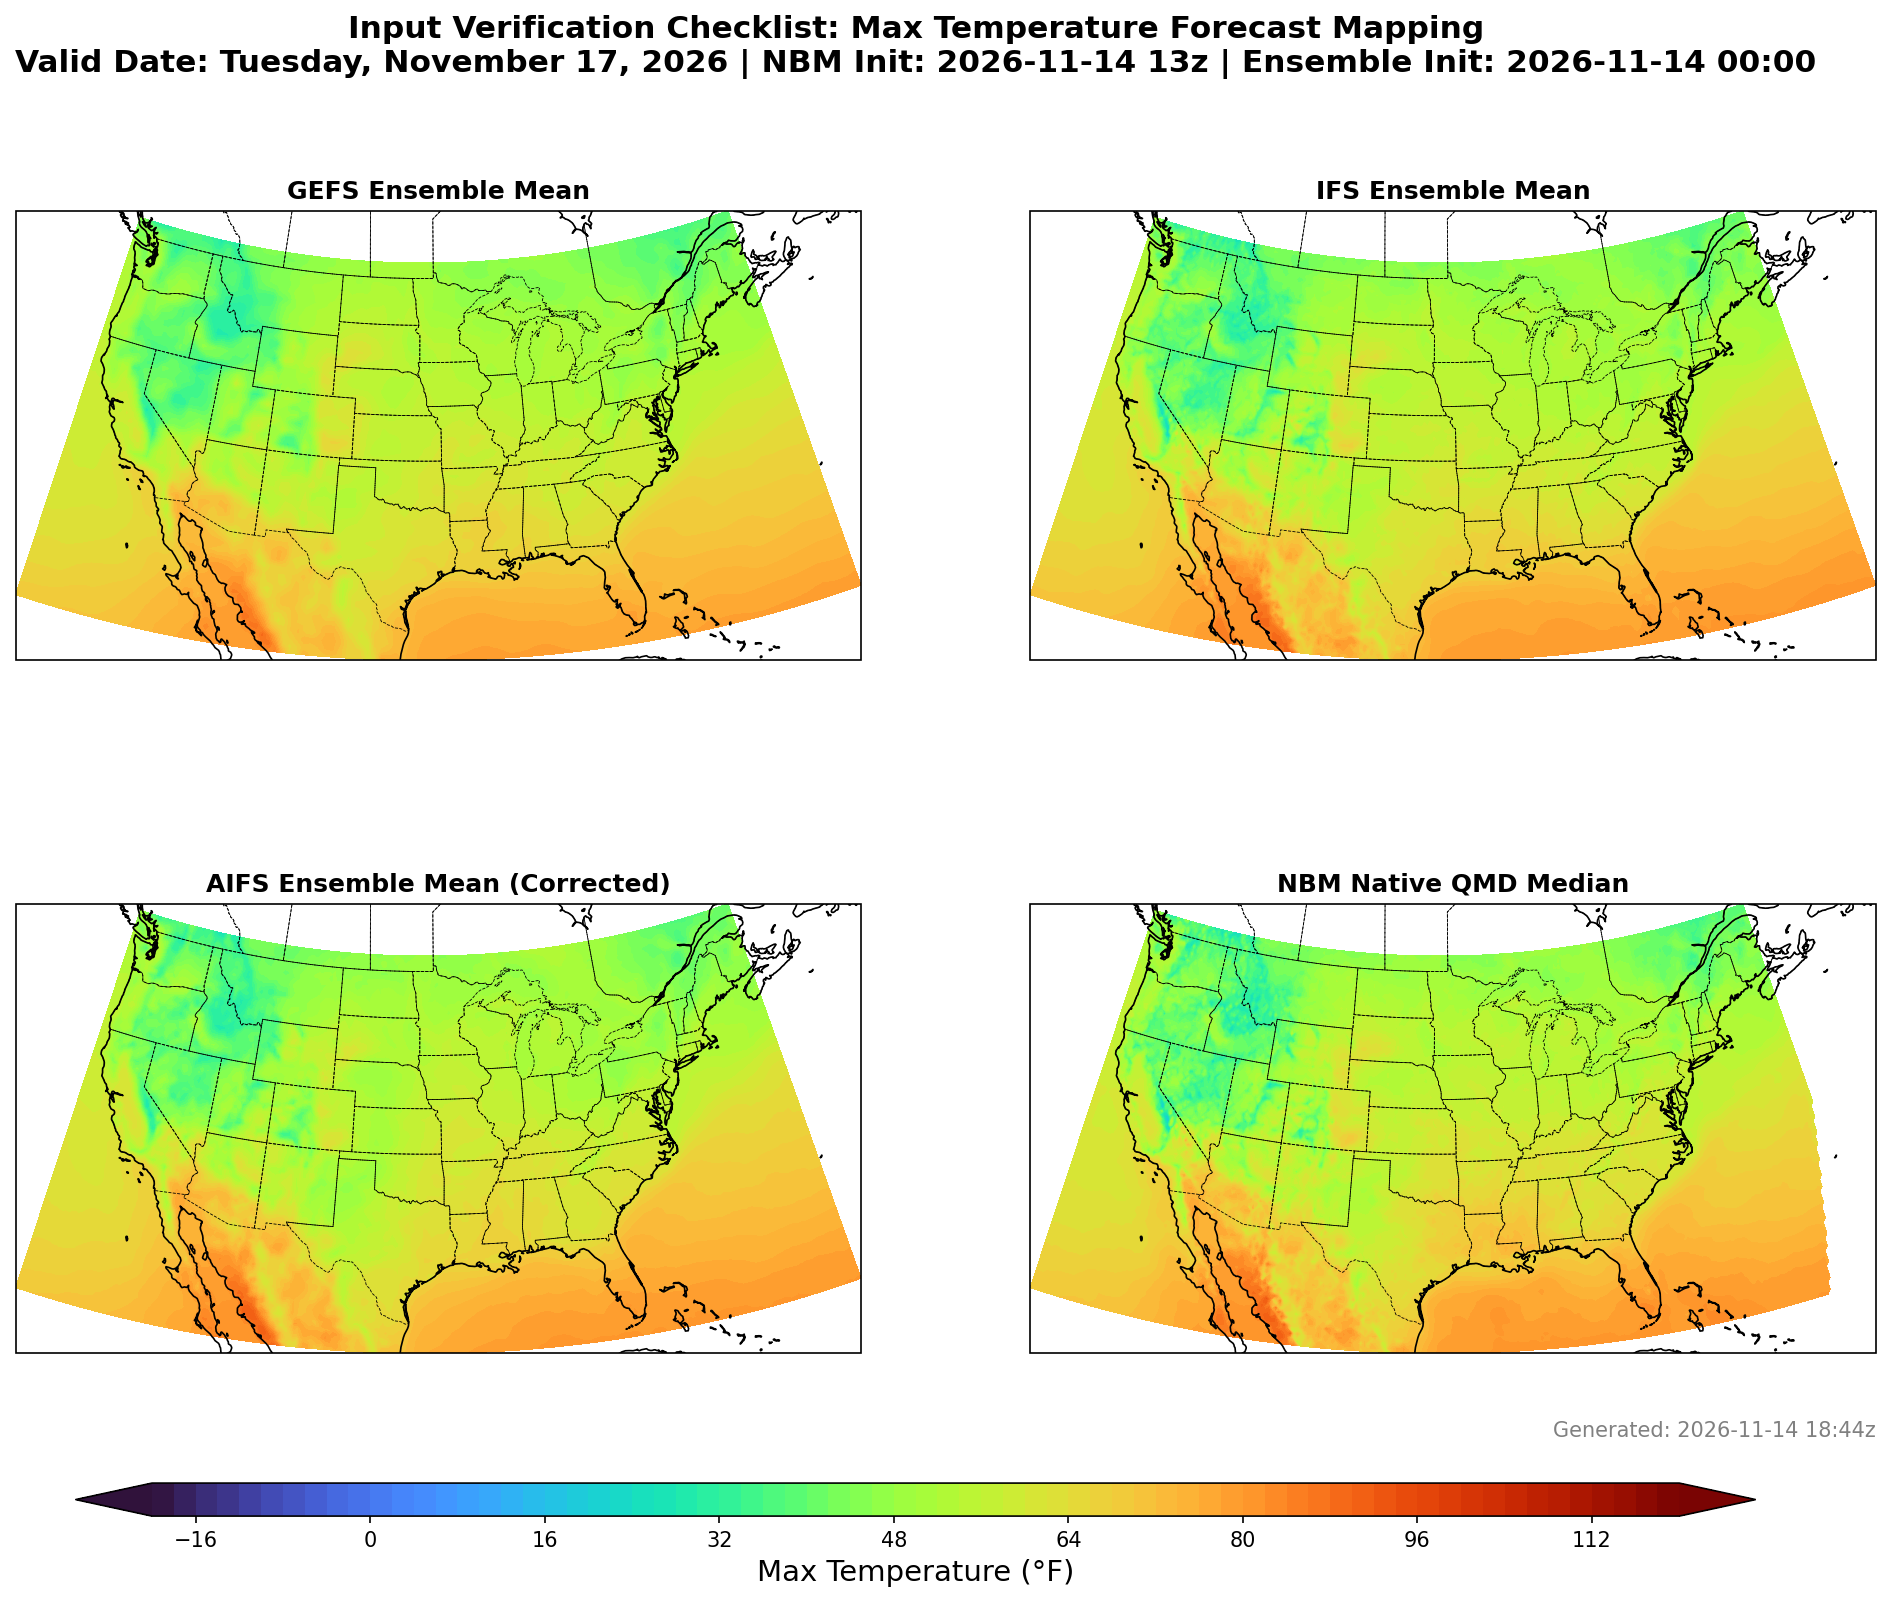 Input Verification Checklist: Max Temperature Forecast Mapping
Valid Date: Tuesday, November 17, 2026 | NBM Init: 2026-11-14 13z | Ensemble Init: 2026-11-14 00:00
GEFS Ensemble Mean
IFS Ensemble Mean
AIFS Ensemble Mean (Corrected)
NBM Native QMD Median
Generated: 2026-11-14 18:44z
−16 0 16 32 48 64 80 96 112
Max Temperature (°F)